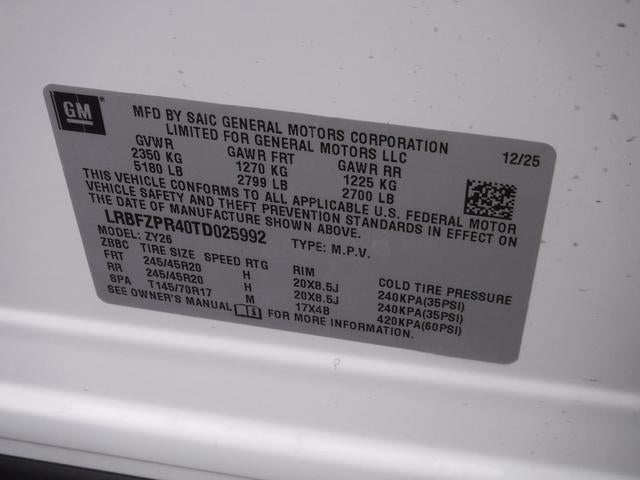 GM
MFD BY SAIC GENERAL MOTORS CORPORATION
LIMITED FOR GENERAL MOTORS LLC 12/25
GVWR GAWR FRT GAWR RR
2350 KG 1270 KG 1225 KG
5180 LB 2799 LB 2700 LB
THIS VEHICLE CONFORMS TO ALL APPLICABLE U.S. FEDERAL MOTOR
VEHICLE SAFETY AND THEFT PREVENTION STANDARDS IN EFFECT ON
THE DATE OF MANUFACTURE SHOWN ABOVE.
LRBFZPR40TD025992 TYPE: M.P.V.
MODEL: ZY26
ZBBC TIRE SIZE SPEED RTG RIM COLD TIRE PRESSURE
FRT 245/45R20 H 20X8.5J 240KPA(35PSI)
RR 245/45R20 H 20X8.5J 240KPA(35PSI)
SPA T145/70R17 M 17X4B 420KPA(60PSI)
SEE OWNER'S MANUAL FOR MORE INFORMATION.